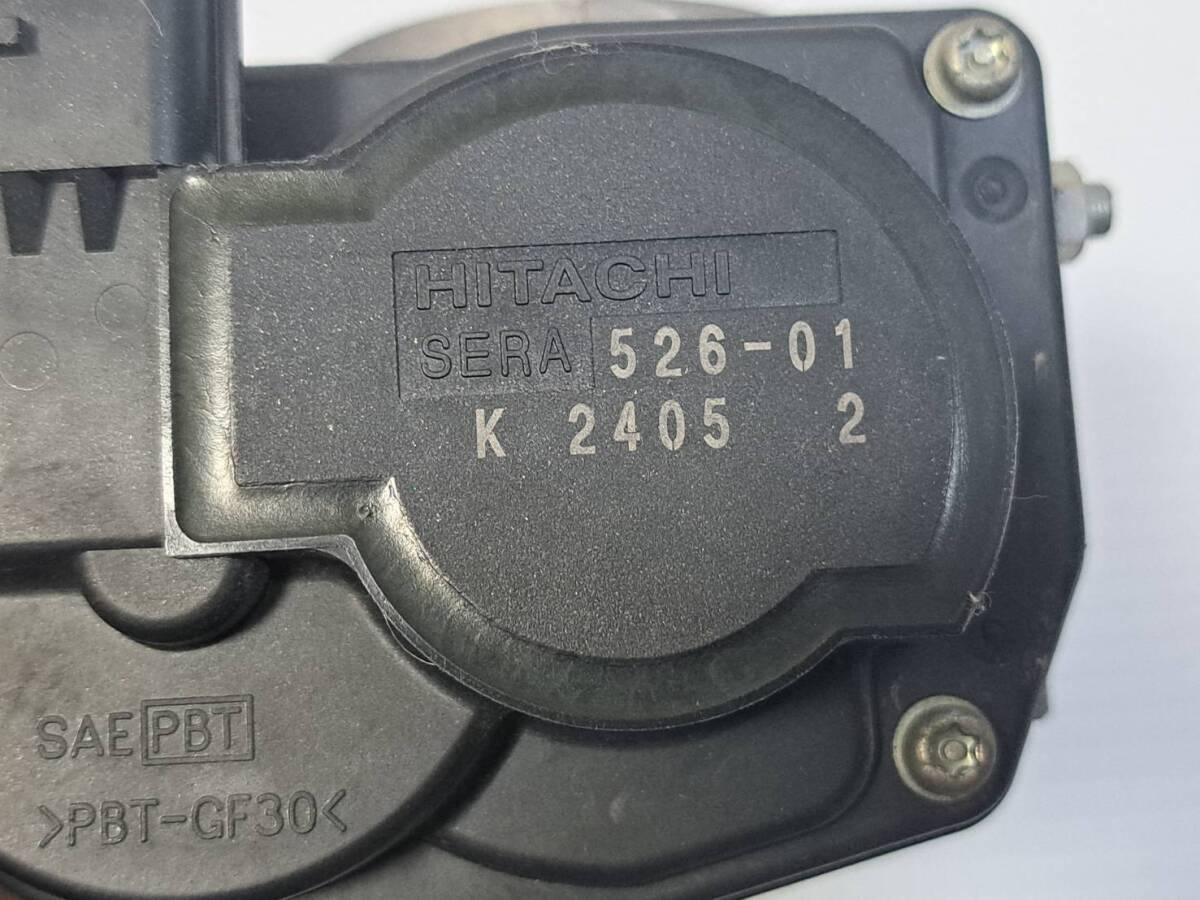 HITACHI
SERA 526-01
K 2405 2
SAE PBT
>PBT-GF30<